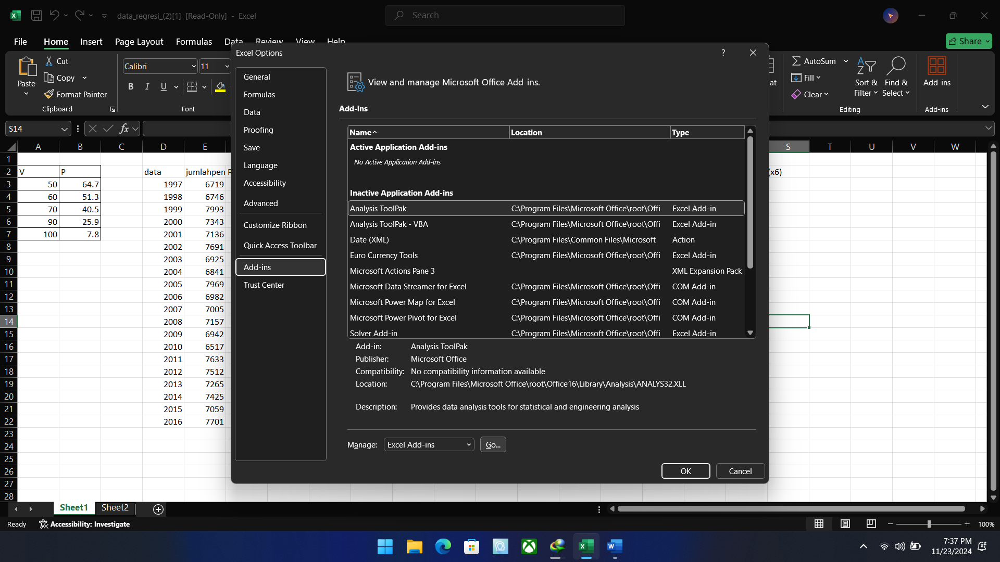 data_regresi_(2)[1] [Read-Only] - Excel
Search
File Home Insert Page Layout Formulas Data Review View Help
Share
Paste
Cut
Copy
Format Painter
Clipboard
Calibri 11
B I U
Font
AutoSum
Fill
Clear
Sort & Filter
Find & Select
Editing
Add-ins
Add-ins
S14
fx
Excel Options
?
General
Formulas
Data
Proofing
Save
Language
Accessibility
Advanced
Customize Ribbon
Quick Access Toolbar
Add-ins
Trust Center
View and manage Microsoft Office Add-ins.
Add-ins
Name Location Type
Active Application Add-ins
No Active Application Add-ins
Inactive Application Add-ins
Analysis ToolPak C:\Program Files\Microsoft Office\root\Offi Excel Add-in
Analysis ToolPak - VBA C:\Program Files\Microsoft Office\root\Offi Excel Add-in
Date (XML) C:\Program Files\Common Files\Microsoft Action
Euro Currency Tools C:\Program Files\Microsoft Office\root\Offi Excel Add-in
Microsoft Actions Pane 3 XML Expansion Pack
Microsoft Data Streamer for Excel C:\Program Files\Microsoft Office\root\Offi COM Add-in
Microsoft Power Map for Excel C:\Program Files\Microsoft Office\root\Offi COM Add-in
Microsoft Power Pivot for Excel C:\Program Files\Microsoft Office\root\Offi COM Add-in
Solver Add-in C:\Program Files\Microsoft Office\root\Offi Excel Add-in
Add-in: Analysis ToolPak
Publisher: Microsoft Office
Compatibility: No compatibility information available
Location: C:\Program Files\Microsoft Office\root\Office16\Library\Analysis\ANALYS32.XLL
Description: Provides data analysis tools for statistical and engineering analysis
Manage: Excel Add-ins Go...
OK Cancel
A B C D E S T U V W
1
2 V P data jumlahpen P (x6)
3 50 64.7 1997 6719
4 60 51.3 1998 6746
5 70 40.5 1999 7993
6 90 25.9 2000 7343
7 100 7.8 2001 7136
8 2002 7691
9 2003 6925
10 2004 6841
11 2005 7969
12 2006 6982
13 2007 7005
14 2008 7157
15 2009 6942
16 2010 6517
17 2011 7633
18 2012 7512
19 2013 7265
20 2014 7425
21 2015 7059
22 2016 7701
23
24
25
26
27
28
Sheet1 Sheet2
Ready Accessibility: Investigate 100%
7:37 PM
11/23/2024